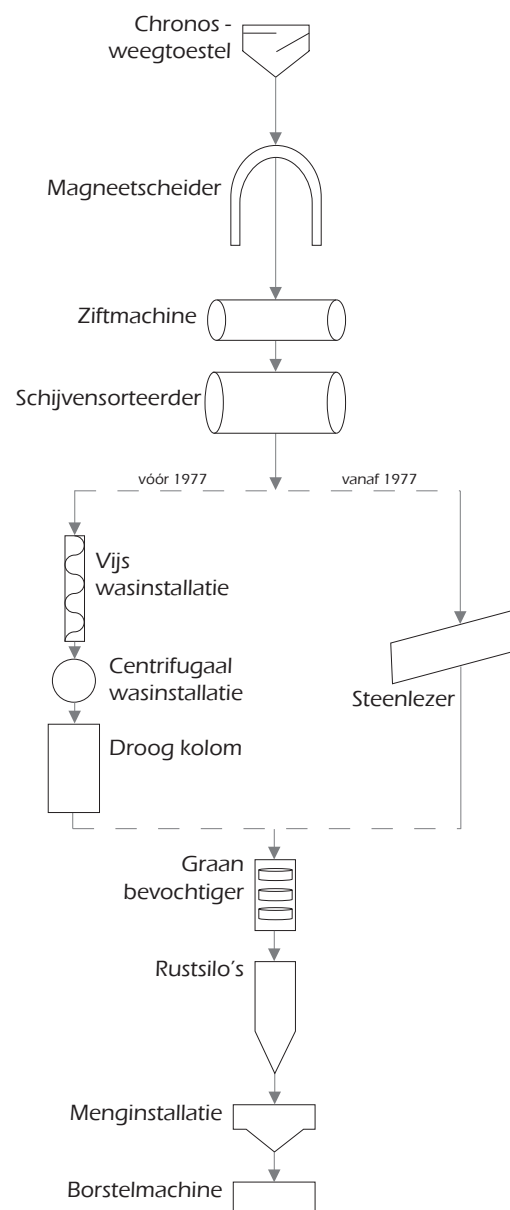 Chronos -
weegtoestel
Magneetscheider
Ziftmachine
Schijvensorteerder
vóór 1977
vanaf 1977
Vijs
wasinstallatie
Centrifugaal
wasinstallatie
Steenlezer
Droog kolom
Graan
bevochtiger
Rustsilo's
Menginstallatie
Borstelmachine